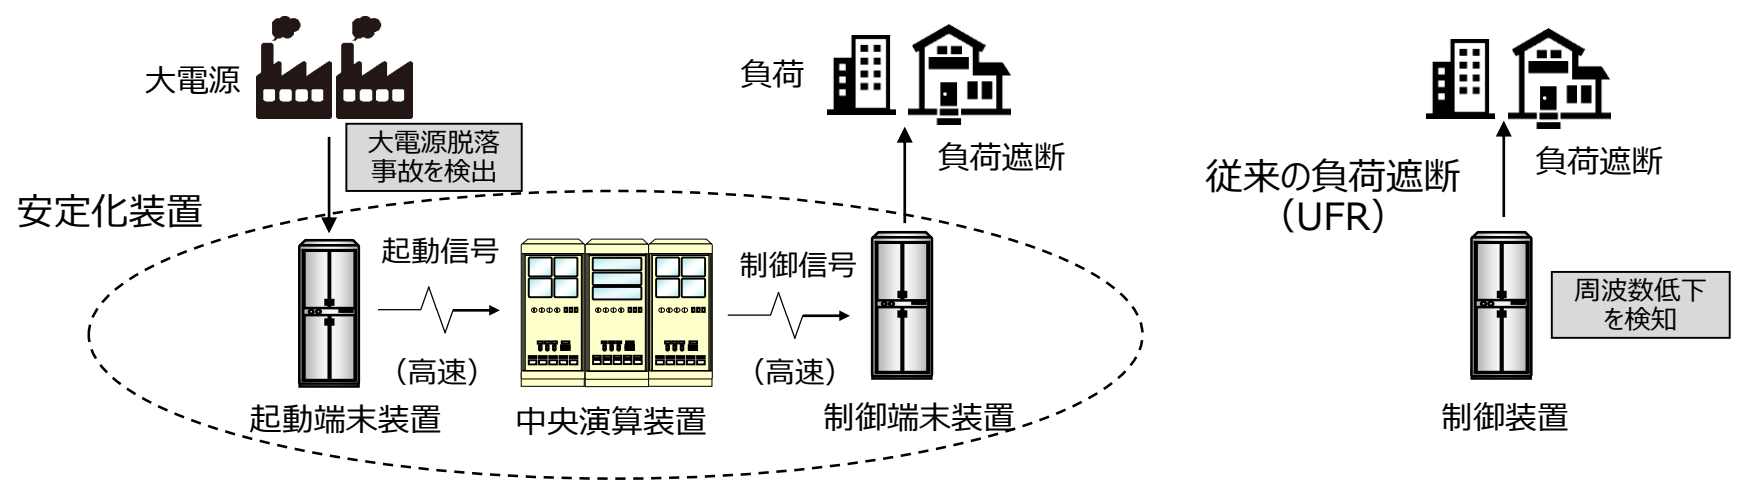 大電源
大電源脱落
事故を検出
負荷
負荷遮断
安定化装置
起動信号
（高速）
制御信号
（高速）
起動端末装置
中央演算装置
制御端末装置
従来の負荷遮断
（UFR）
負荷遮断
周波数低下
を検知
制御装置